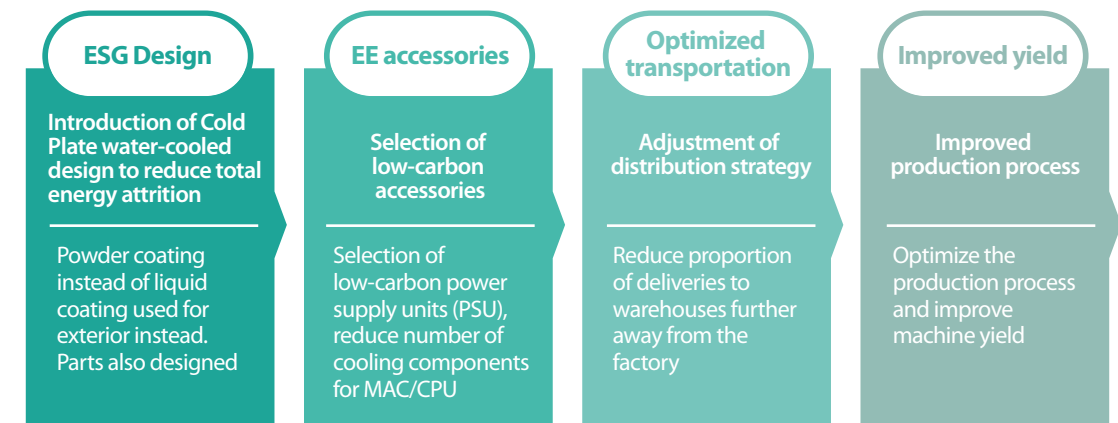 ESG Design
Introduction of Cold
Plate water-cooled
design to reduce total
energy attrition
Powder coating
instead of liquid
coating used for
exterior instead.
Parts also designed
EE accessories
Selection of
low-carbon
accessories
Selection of
low-carbon power
supply units (PSU),
reduce number of
cooling components
for MAC/CPU
Optimized
transportation
Adjustment of
distribution strategy
Reduce proportion
of deliveries to
warehouses further
away from the
factory
Improved yield
Improved
production process
Optimize the
production process
and improve
machine yield